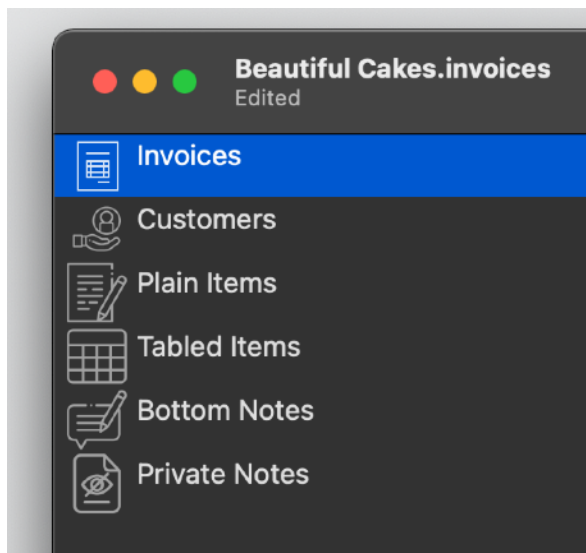 Beautiful Cakes.invoices
Edited
Invoices
Customers
Plain Items
Tabled Items
Bottom Notes
Private Notes